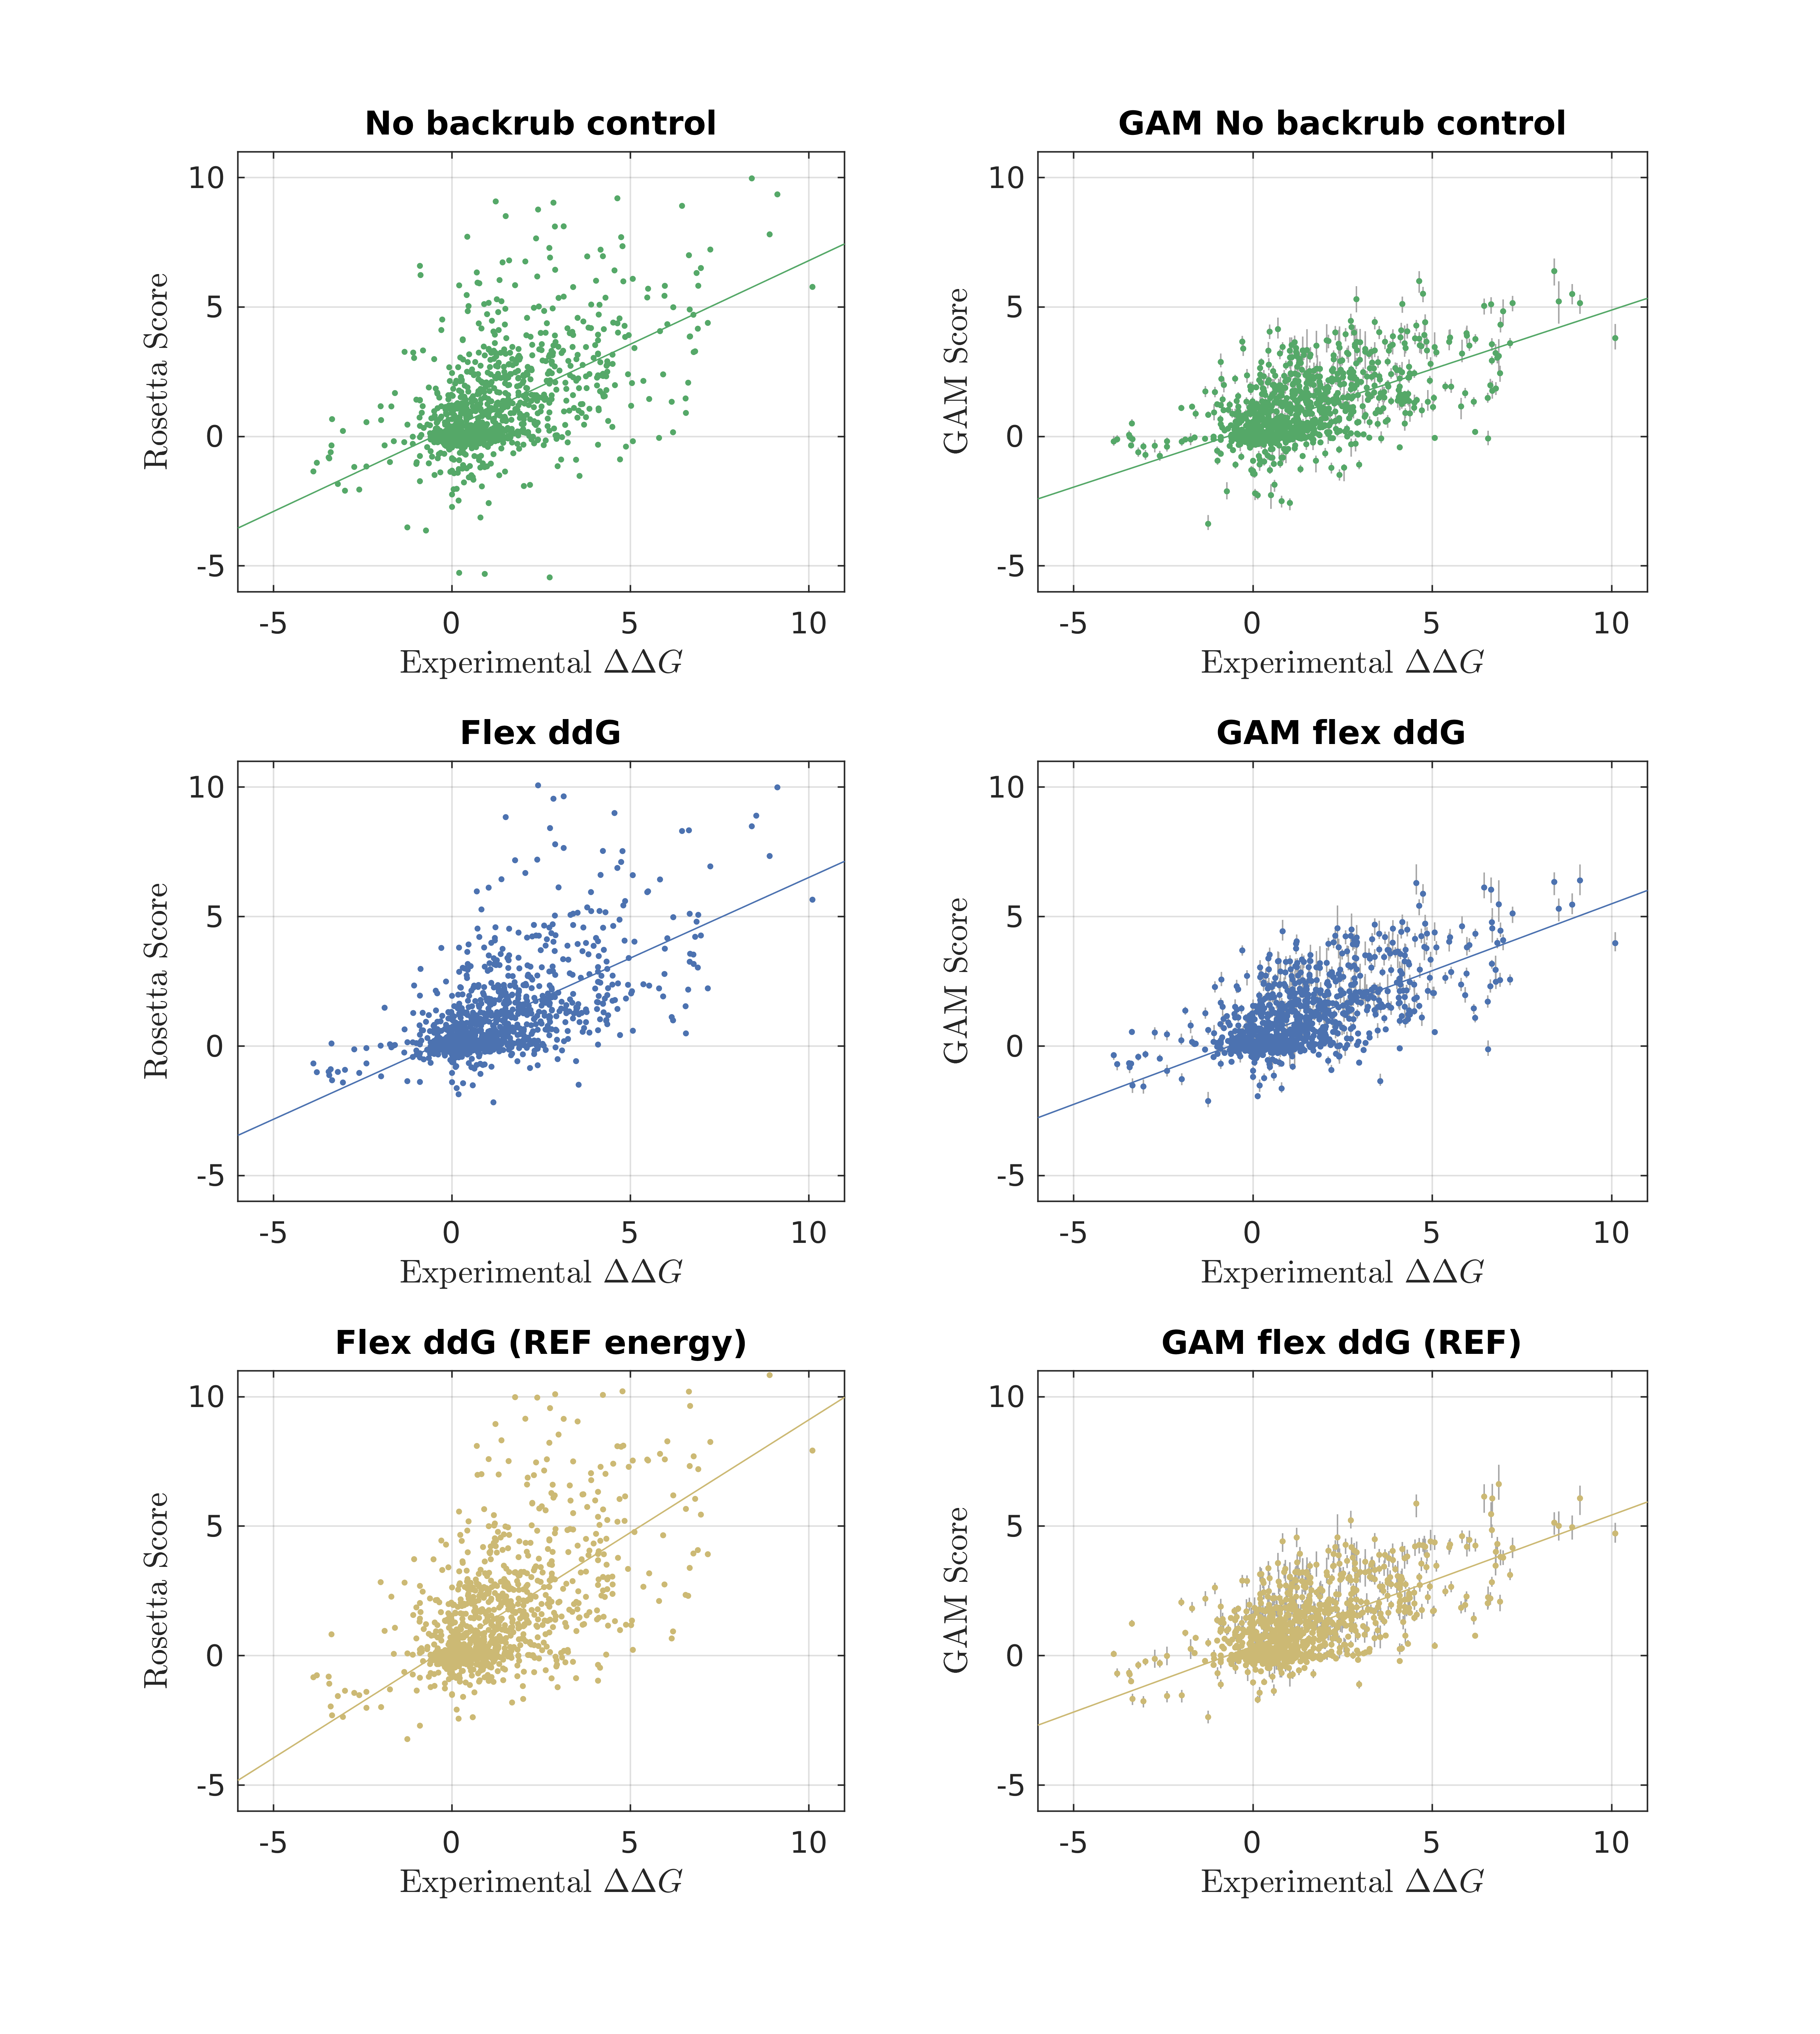 No backrub control
GAM No backrub control
10
5
0
-5
Rosetta Score
-5 0 5 10
Experimental ΔΔG
10
5
0
-5
GAM Score
-5 0 5 10
Experimental ΔΔG
Flex ddG
GAM flex ddG
10
5
0
-5
Rosetta Score
-5 0 5 10
Experimental ΔΔG
10
5
0
-5
GAM Score
-5 0 5 10
Experimental ΔΔG
Flex ddG (REF energy)
GAM flex ddG (REF)
10
5
0
-5
Rosetta Score
-5 0 5 10
Experimental ΔΔG
10
5
0
-5
GAM Score
-5 0 5 10
Experimental ΔΔG